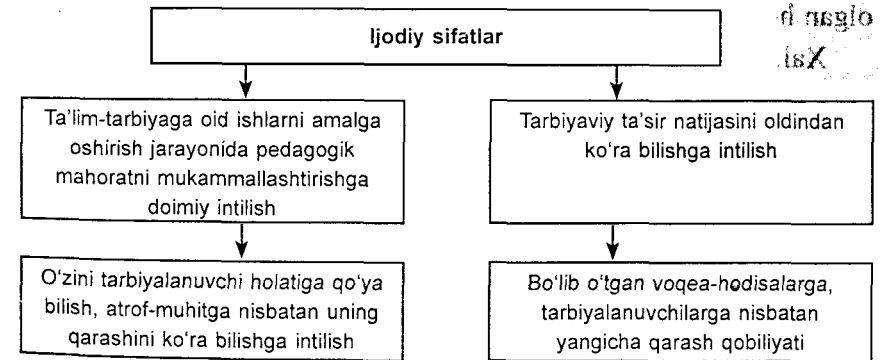 Ijodiy sifatlar
Ta'lim-tarbiyaga oid ishlarni amalga
oshirish jarayonida pedagogik
mahoratni mukammallashtirishga
doimiy intilish
Tarbiyaviy ta'sir natijasini oldindan
ko'ra bilishga intilish
O'zini tarbiyalanuvchi holatiga qo'ya
bilish, atrof-muhitga nisbatan uning
qarashini ko'ra bilishga intilish
Bo'lib o'tgan voqea-hodisalarga,
tarbiyalanuvchilarga nisbatan
yangicha qarash qobiliyati